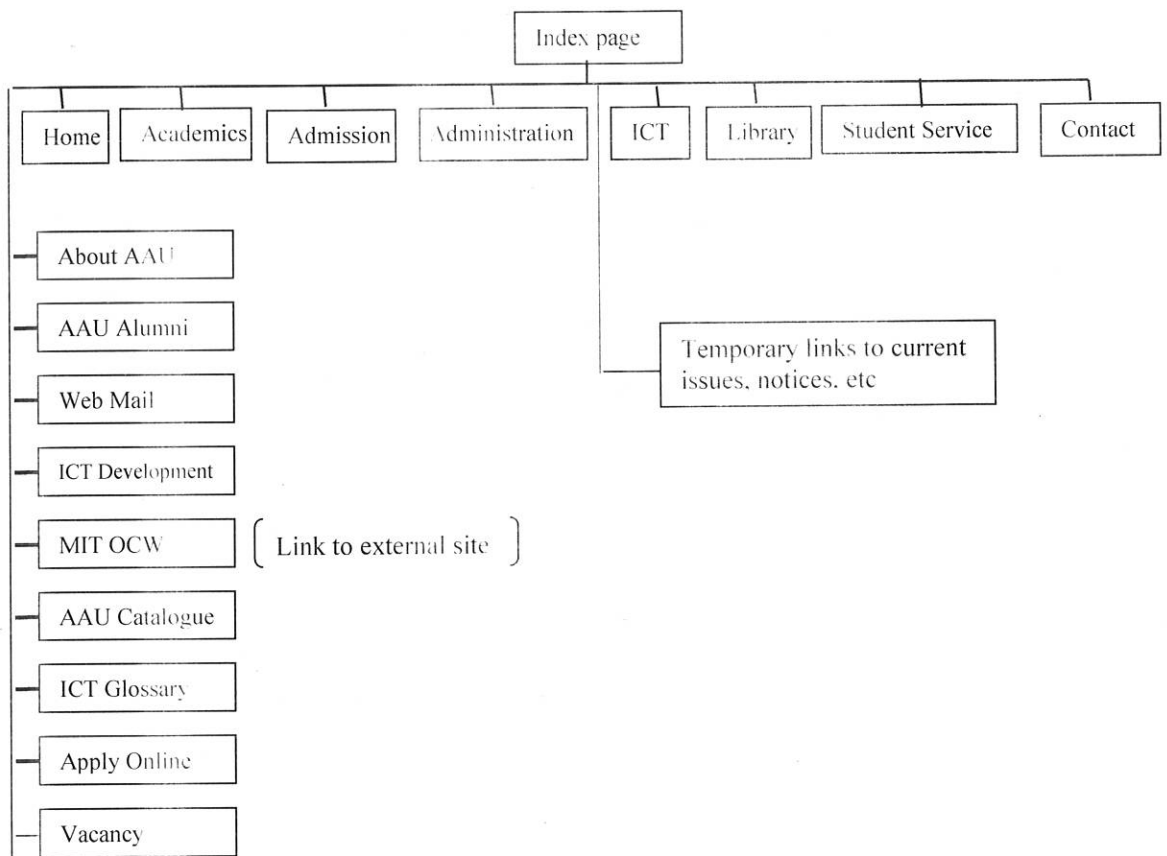 Index page
Home
Academics
Admission
Administration
ICT
Library
Student Service
Contact
About AAU
AAU Alumni
Temporary links to current
issues, notices. etc
Web Mail
ICT Development
MIT OCW
Link to external site
AAU Catalogue
ICT Glossary
Apply Online
Vacancy